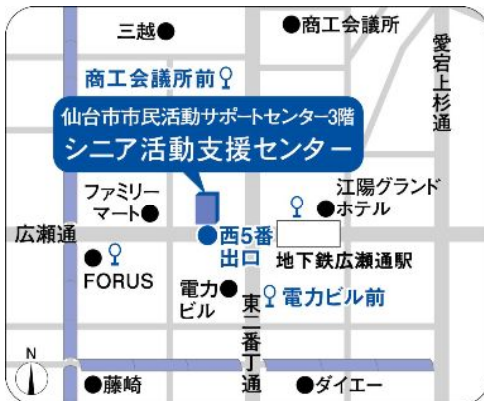 三越
商工会議所
愛宕上杉通
商工会議所前
仙台市市民活動サポートセンター3階
シニア活動支援センター
ファミリー
マート
江陽グランド
ホテル
広瀬通
西5番
出口
地下鉄広瀬通駅
FORUS
電力
ビル
東二番丁通
電力ビル前
N
藤崎
ダイエー